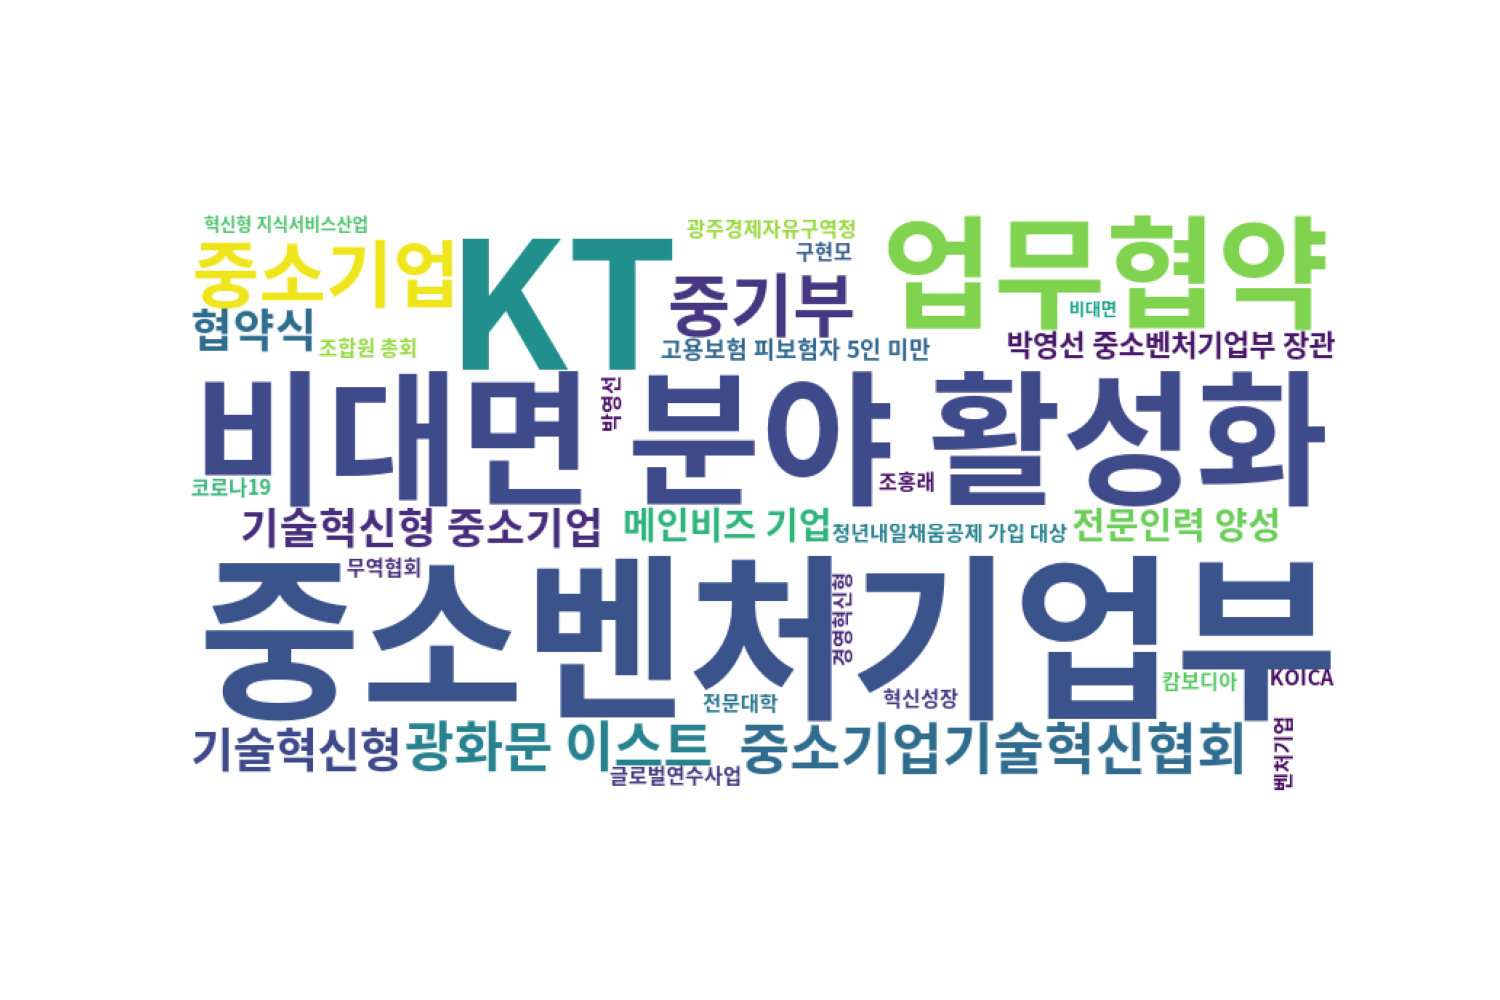 혁신형 지식서비스산업
광주경제자유구역청
업무협약
중소기업
KT
구현모
중기부
비대면
협약식
조합원 총회
고용보험 피보험자 5인 미만
박영선 중소벤처기업부 장관
비대면 분야 활성화
박영선
조홍래
코로나19
기술혁신형 중소기업
메인비즈 기업
청년내일채움공제 가입 대상
전문인력 양성
무역협회
중소벤처기업부
경영혁신형
캄보디아
KOICA
전문대학
혁신성장
기술혁신형
광화문 이스트
중소기업기술혁신협회
벤처기업
글로벌연수사업